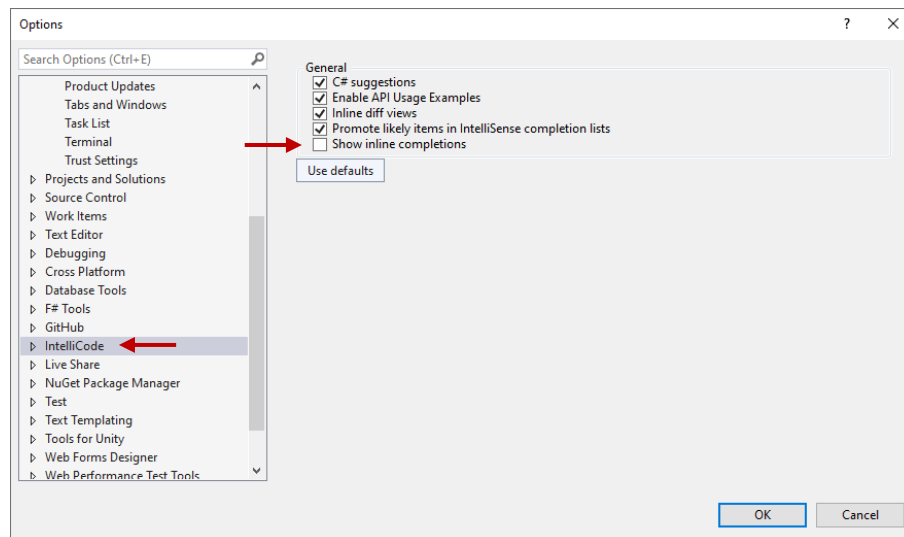 Options
?
Search Options (Ctrl+E)
Product Updates
Tabs and Windows
Task List
Terminal
Trust Settings
Projects and Solutions
Source Control
Work Items
Text Editor
Debugging
Cross Platform
Database Tools
F# Tools
GitHub
IntelliCode
Live Share
NuGet Package Manager
Test
Text Templating
Tools for Unity
Web Forms Designer
Web Performance Test Tools
General
C# suggestions
Enable API Usage Examples
Inline diff views
Promote likely items in IntelliSense completion lists
Show inline completions
Use defaults
OK
Cancel